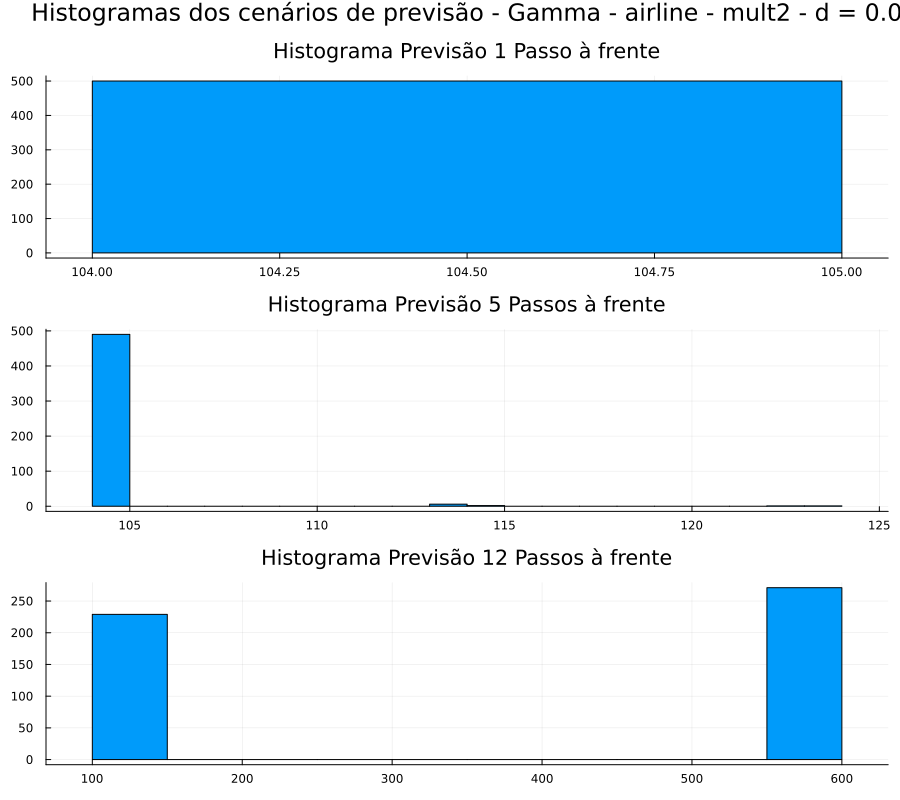 Histogramas dos cenários de previsão - Gamma - airline - mult2 - d = 0.0
Histograma Previsão 1 Passo à frente
500
400
300
200
100
0
104.00 104.25 104.50 104.75 105.00
Histograma Previsão 5 Passos à frente
500
400
300
200
100
0
105 110 115 120 125
Histograma Previsão 12 Passos à frente
250
200
150
100
50
0
100 200 300 400 500 600